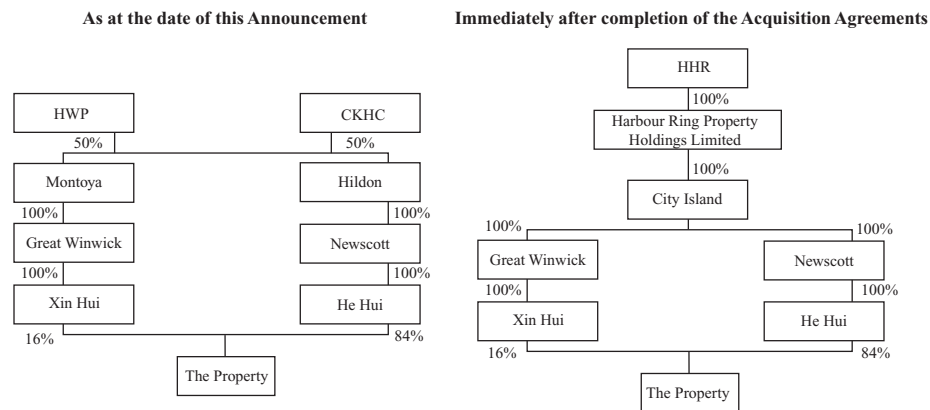 As at the date of this Announcement
HWP
CKHC
50%
50%
Montoya
Hildon
100%
100%
Great Winwick
Newscott
100%
100%
Xin Hui
He Hui
16%
84%
The Property
Immediately after completion of the Acquisition Agreements
HHR
100%
Harbour Ring Property
Holdings Limited
100%
City Island
100%
100%
Great Winwick
Newscott
100%
100%
Xin Hui
He Hui
16%
84%
The Property